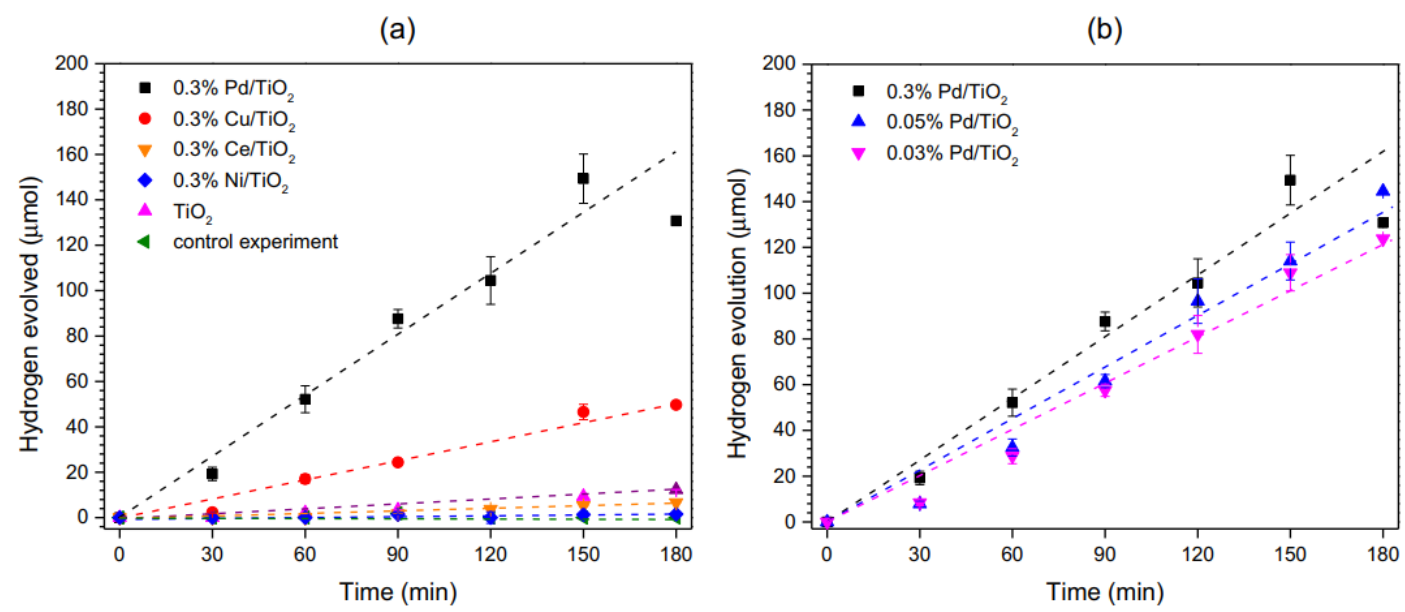 (a)
200
180
160
140
120
100
80
60
40
20
0
Hydrogen evolved (μmol)
0.3% Pd/TiO₂
0.3% Cu/TiO₂
0.3% Ce/TiO₂
0.3% Ni/TiO₂
TiO₂
control experiment
0 30 60 90 120 150 180
Time (min)
(b)
200
180
160
140
120
100
80
60
40
20
0
Hydrogen evolution (μmol)
0.3% Pd/TiO₂
0.05% Pd/TiO₂
0.03% Pd/TiO₂
0 30 60 90 120 150 180
Time (min)